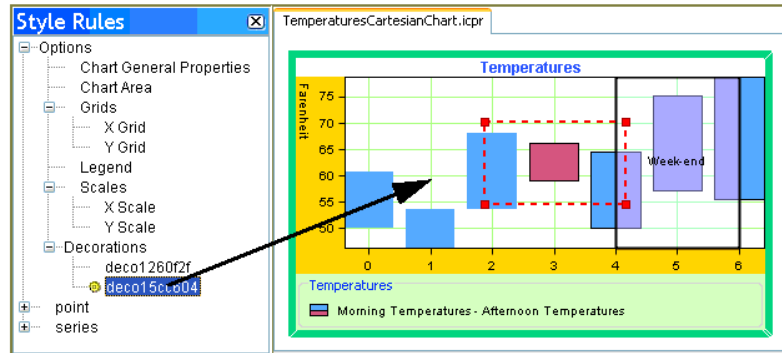 Style Rules
Options
Chart General Properties
Chart Area
Grids
X Grid
Y Grid
Legend
Scales
X Scale
Y Scale
Decorations
deco1260f2f
deco15cc604
point
series
TemperaturesCartesianChart.icpr
Temperatures
Farenheit
75
70
65
60
55
50
Week-end
0 1 2 3 4 5 6
Temperatures
Morning Temperatures - Afternoon Temperatures